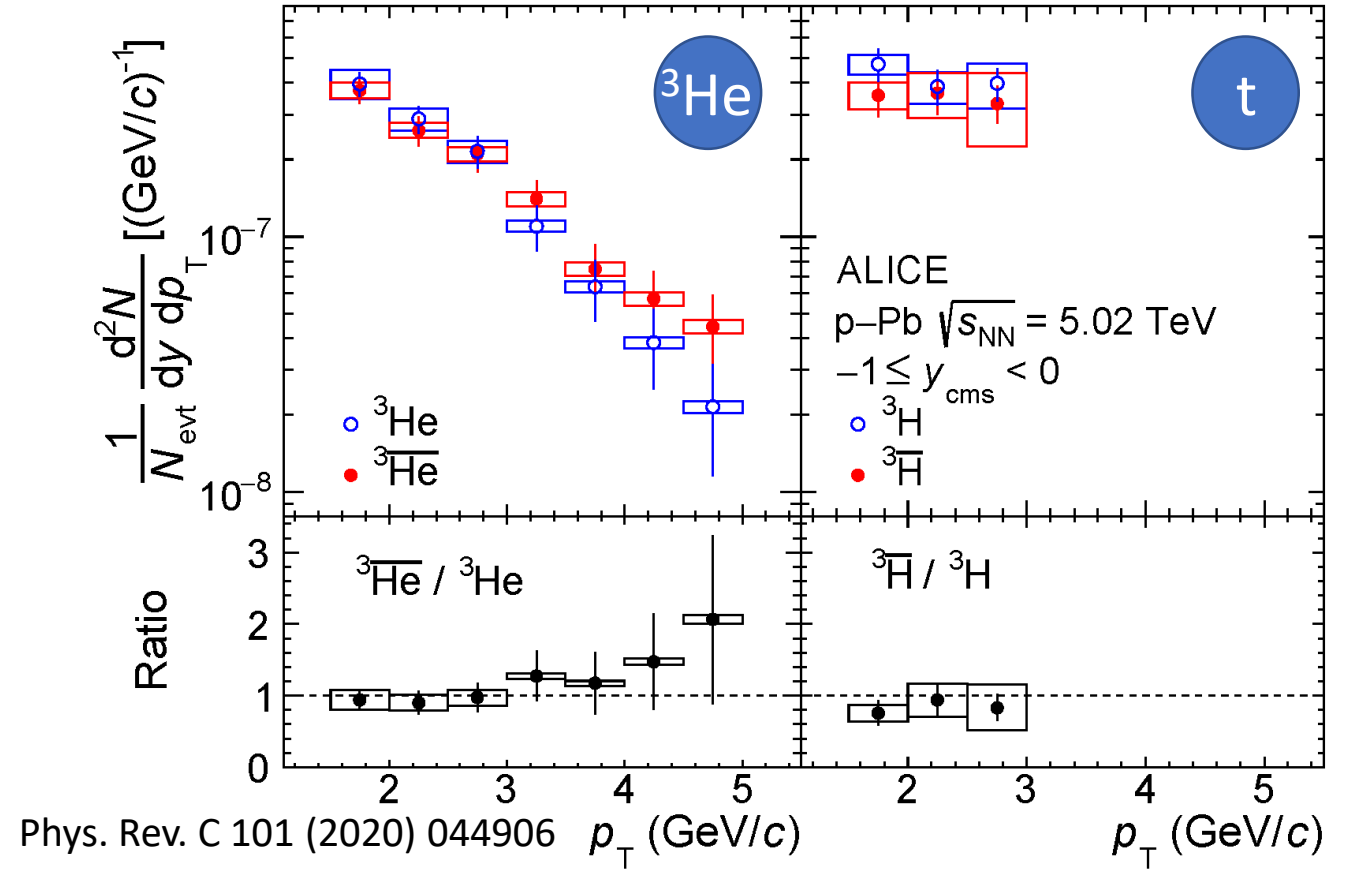 1/N_evt d²N/dy dp_T [(GeV/c)⁻¹]
10⁻⁷
10⁻⁸
³He
³He
³H̅e̅
t
ALICE
p–Pb √s_NN = 5.02 TeV
−1 ≤ y_cms < 0
³H
³H̅
Ratio
3
2
1
0
³H̅e̅ / ³He
³H̅ / ³H
2 3 4 5
2 3 4 5
p_T (GeV/c)
p_T (GeV/c)
Phys. Rev. C 101 (2020) 044906